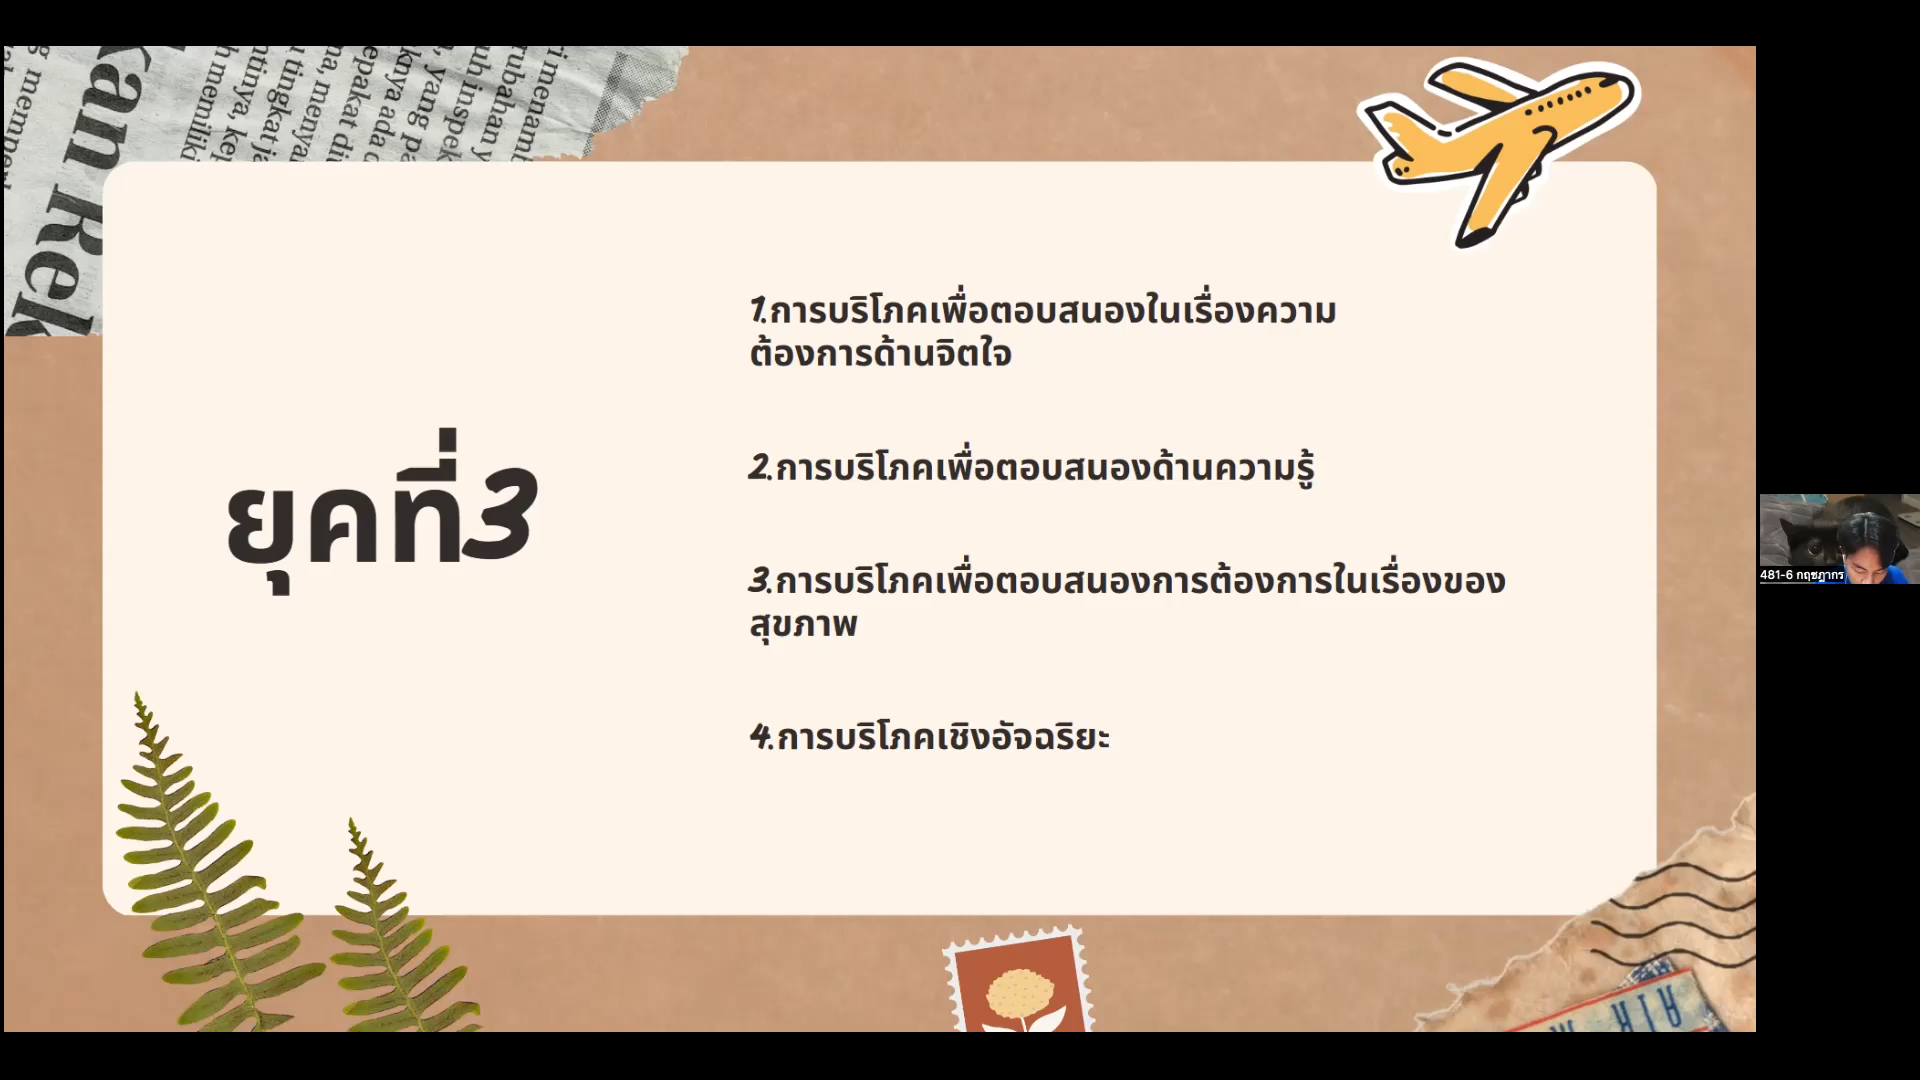 kan Rek
ยุคที่3
1.การบริโภคเพื่อตอบสนองในเรื่องความ
ต้องการด้านจิตใจ
2.การบริโภคเพื่อตอบสนองด้านความรู้
3.การบริโภคเพื่อตอบสนองการต้องการในเรื่องของ
สุขภาพ
4.การบริโภคเชิงอัจฉริยะ
481-6 กฤชฎากร
AIR